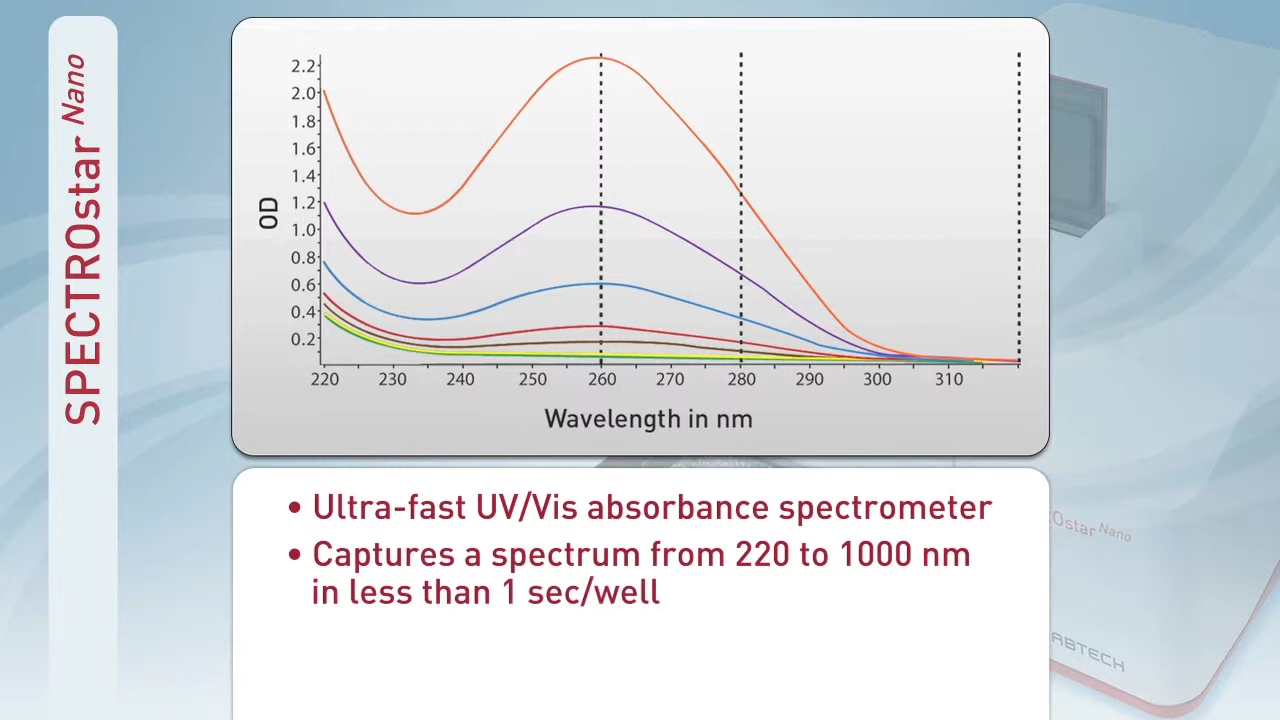 SPECTROstar Nano
2.2
2.0
1.8
1.6
1.4
1.2
1.0
0.8
0.6
0.4
0.2
OD
220 230 240 250 260 270 280 290 300 310
Wavelength in nm
• Ultra-fast UV/Vis absorbance spectrometer
• Captures a spectrum from 220 to 1000 nm
in less than 1 sec/well
Ostar Nano
ABTECH